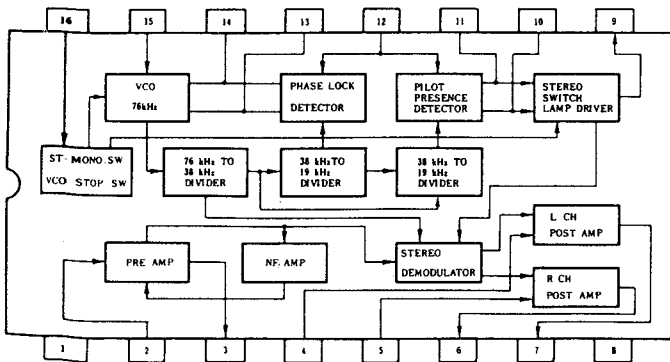 16 15 14 13 12 11 10 9
VCO
76kHz
PHASE LOCK
DETECTOR
PILOT
PRESENCE
DETECTOR
STEREO
SWITCH
LAMP DRIVER
ST-MONO.SW
VCO STOP SW
76 kHz TO
38 kHz
DIVIDER
38 kHz TO
19 kHz
DIVIDER
38 kHz TO
19 kHz
DIVIDER
PRE AMP
NF. AMP
STEREO
DEMODULATOR
L CH
POST AMP
R CH
POST AMP
1 2 3 4 5 6 7 8